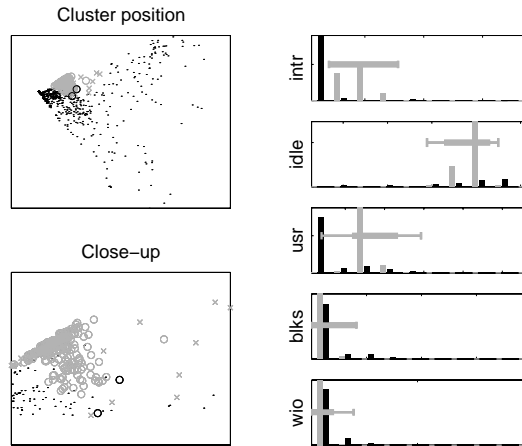 Cluster position
Close−up
intr
idle
usr
blks
wio